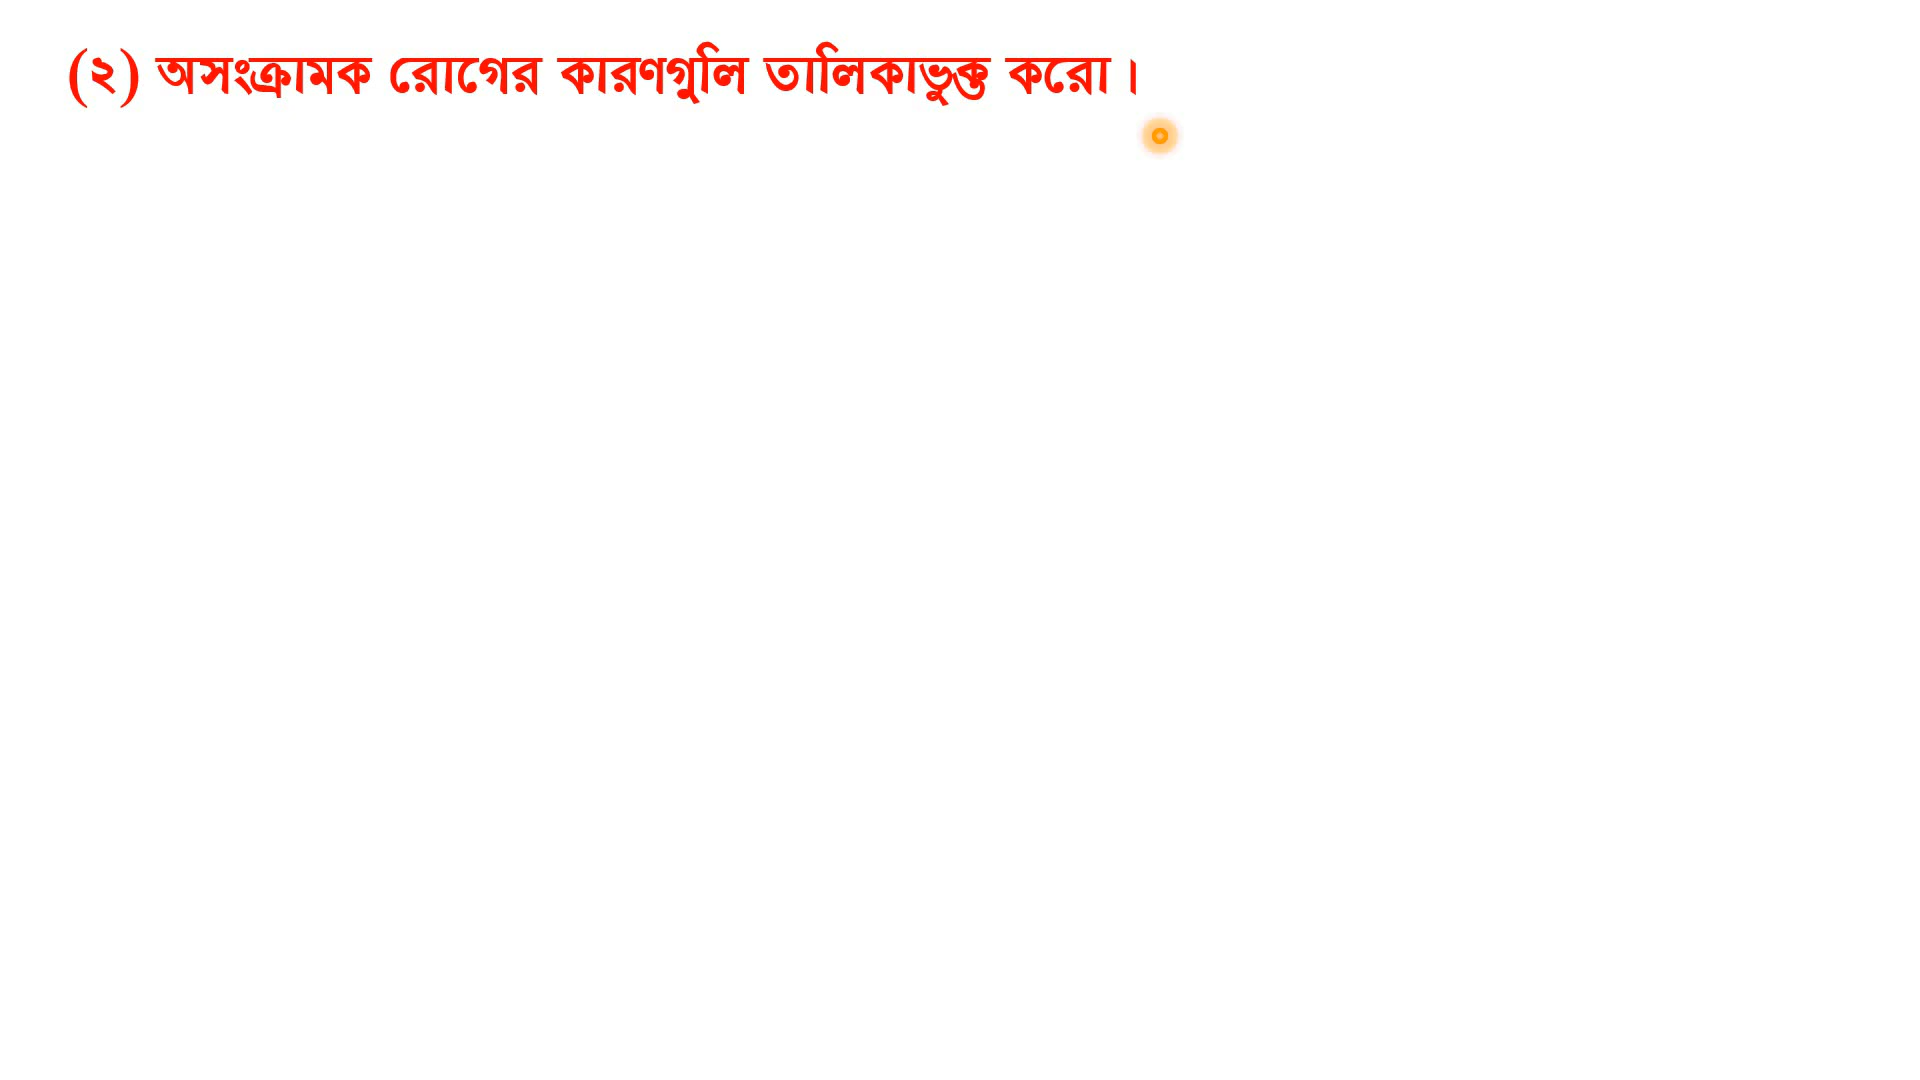 (২) অসংক্রামক রোগের কারণগুলি তালিকাভুক্ত করো।